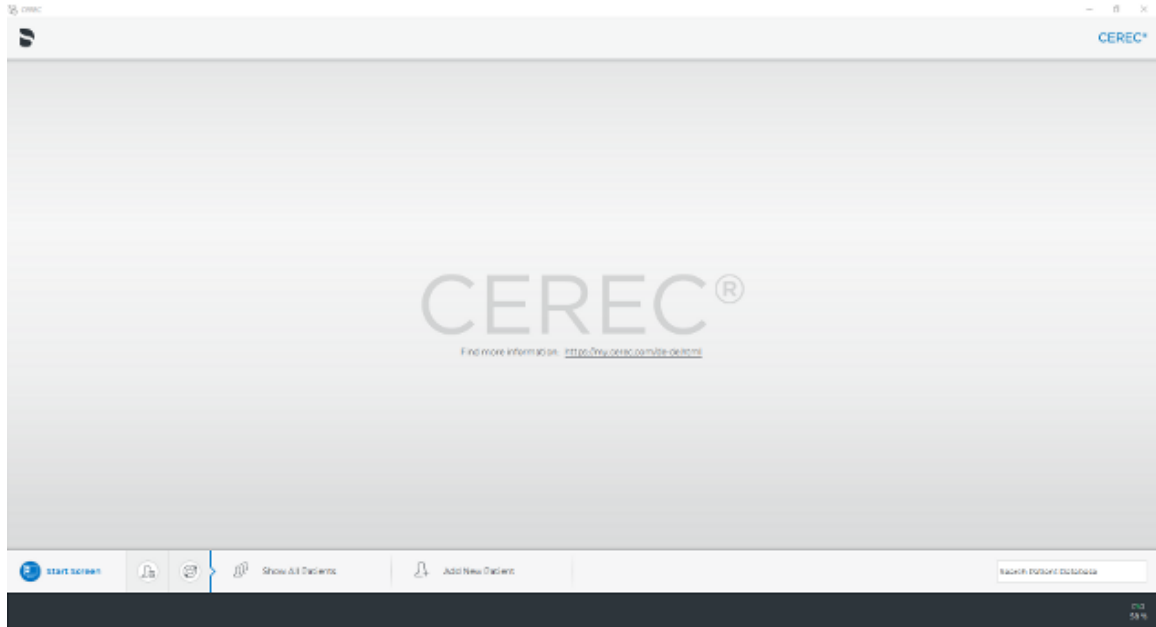 CEREC
CEREC®
CEREC®
Find more information. https://my.cerec.com/de-de.html
Start Screen
Show All Patients
Add New Patient
Search Patient Database
58 %